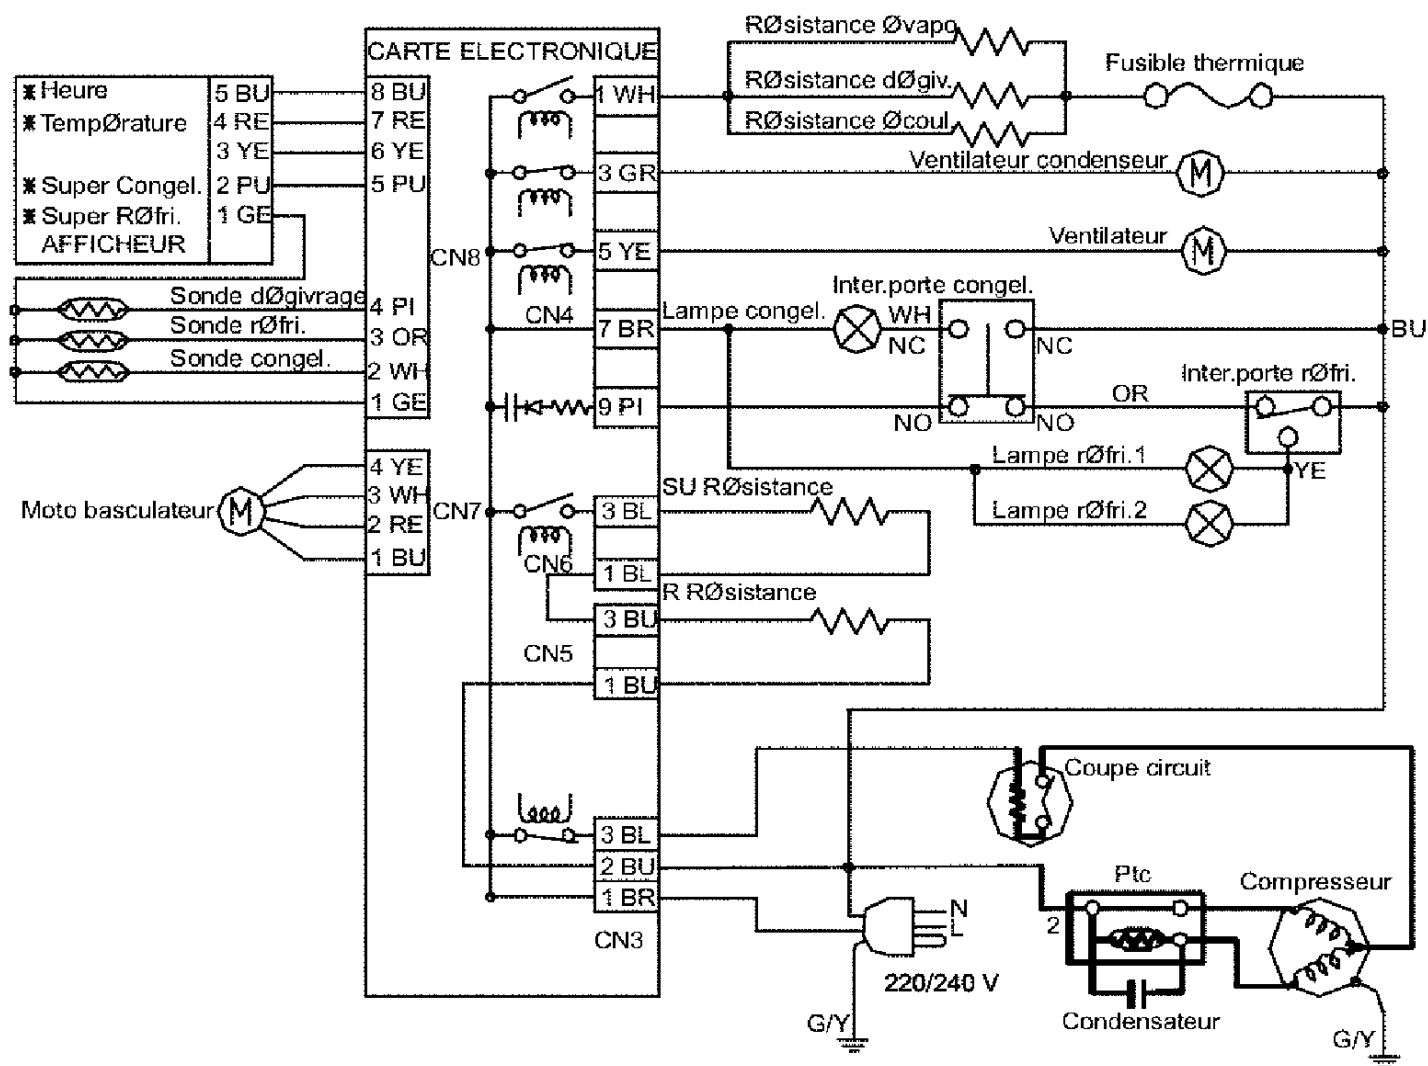 CARTE ELECTRONIQUE
RØsistance Øvapo
RØsistance dØgiv.
RØsistance Øcoul.
Fusible thermique
Ventilateur condenseur
M
Ventilateur
M
* Heure
* TempØrature
* Super Congel.
* Super RØfri.
AFFICHEUR
5 BU
4 RE
3 YE
2 PU
1 GE
8 BU
7 RE
6 YE
5 PU
CN8
Sonde dØgivrage
4 PI
Sonde rØfri.
3 OR
Sonde congel.
2 WH
1 GE
1 WH
3 GR
5 YE
CN4
7 BR
9 PI
Lampe congel.
Inter.porte congel.
WH
NC
NC
NO
NO
BU
Inter.porte rØfri.
OR
YE
Lampe rØfri.1
Lampe rØfri.2
Moto basculateur
M
4 YE
3 WH
2 RE
1 BU
CN7
SU RØsistance
3 BL
CN6
1 BL
R RØsistance
3 BU
CN5
1 BU
Coupe circuit
3 BL
2 BU
1 BR
CN3
N
L
220/240 V
G/Y
Ptc
2
Compresseur
Condensateur
G/Y